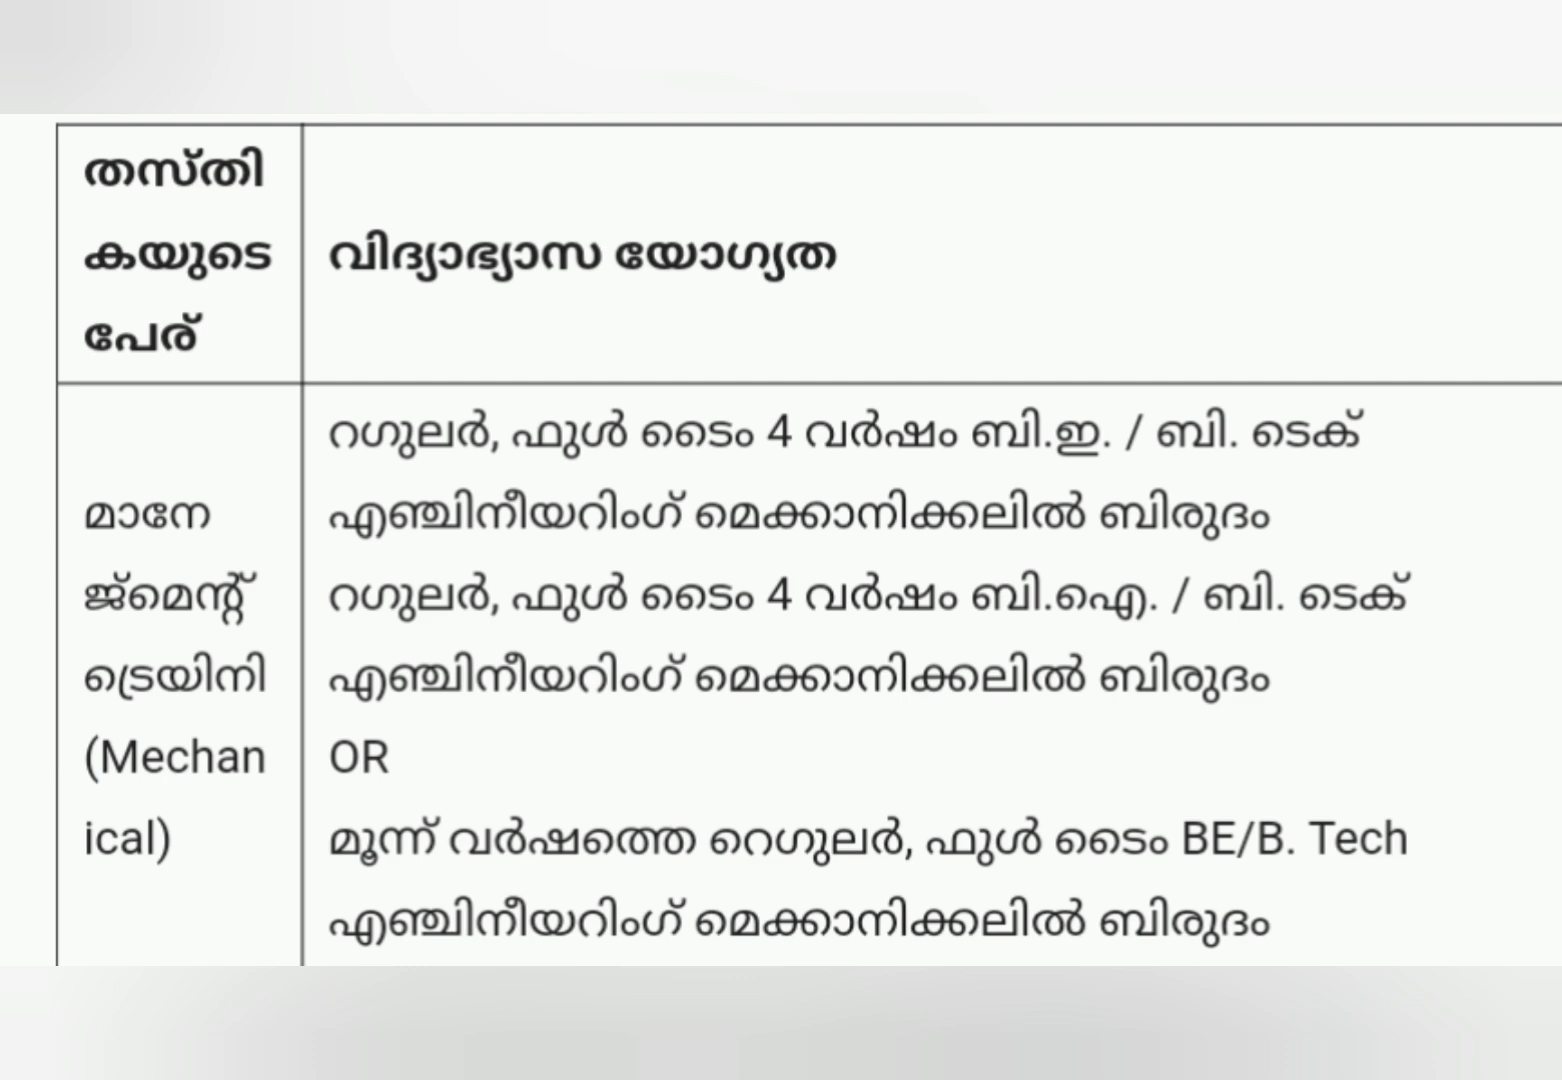 തസ്തി
കയുടെ
പേര്
വിദ്യാഭ്യാസ യോഗ്യത
മാനേ
ജ്മെന്റ്
ട്രെയിനി
(Mechan
ical)
റഗുലർ, ഫുൾ ടൈം 4 വർഷം ബി.ഇ. / ബി. ടെക്
എഞ്ചിനീയറിംഗ് മെക്കാനിക്കലിൽ ബിരുദം
റഗുലർ, ഫുൾ ടൈം 4 വർഷം ബി.ഐ. / ബി. ടെക്
എഞ്ചിനീയറിംഗ് മെക്കാനിക്കലിൽ ബിരുദം
OR
മൂന്ന് വർഷത്തെ റെഗുലർ, ഫുൾ ടൈം BE/B. Tech
എഞ്ചിനീയറിംഗ് മെക്കാനിക്കലിൽ ബിരുദം